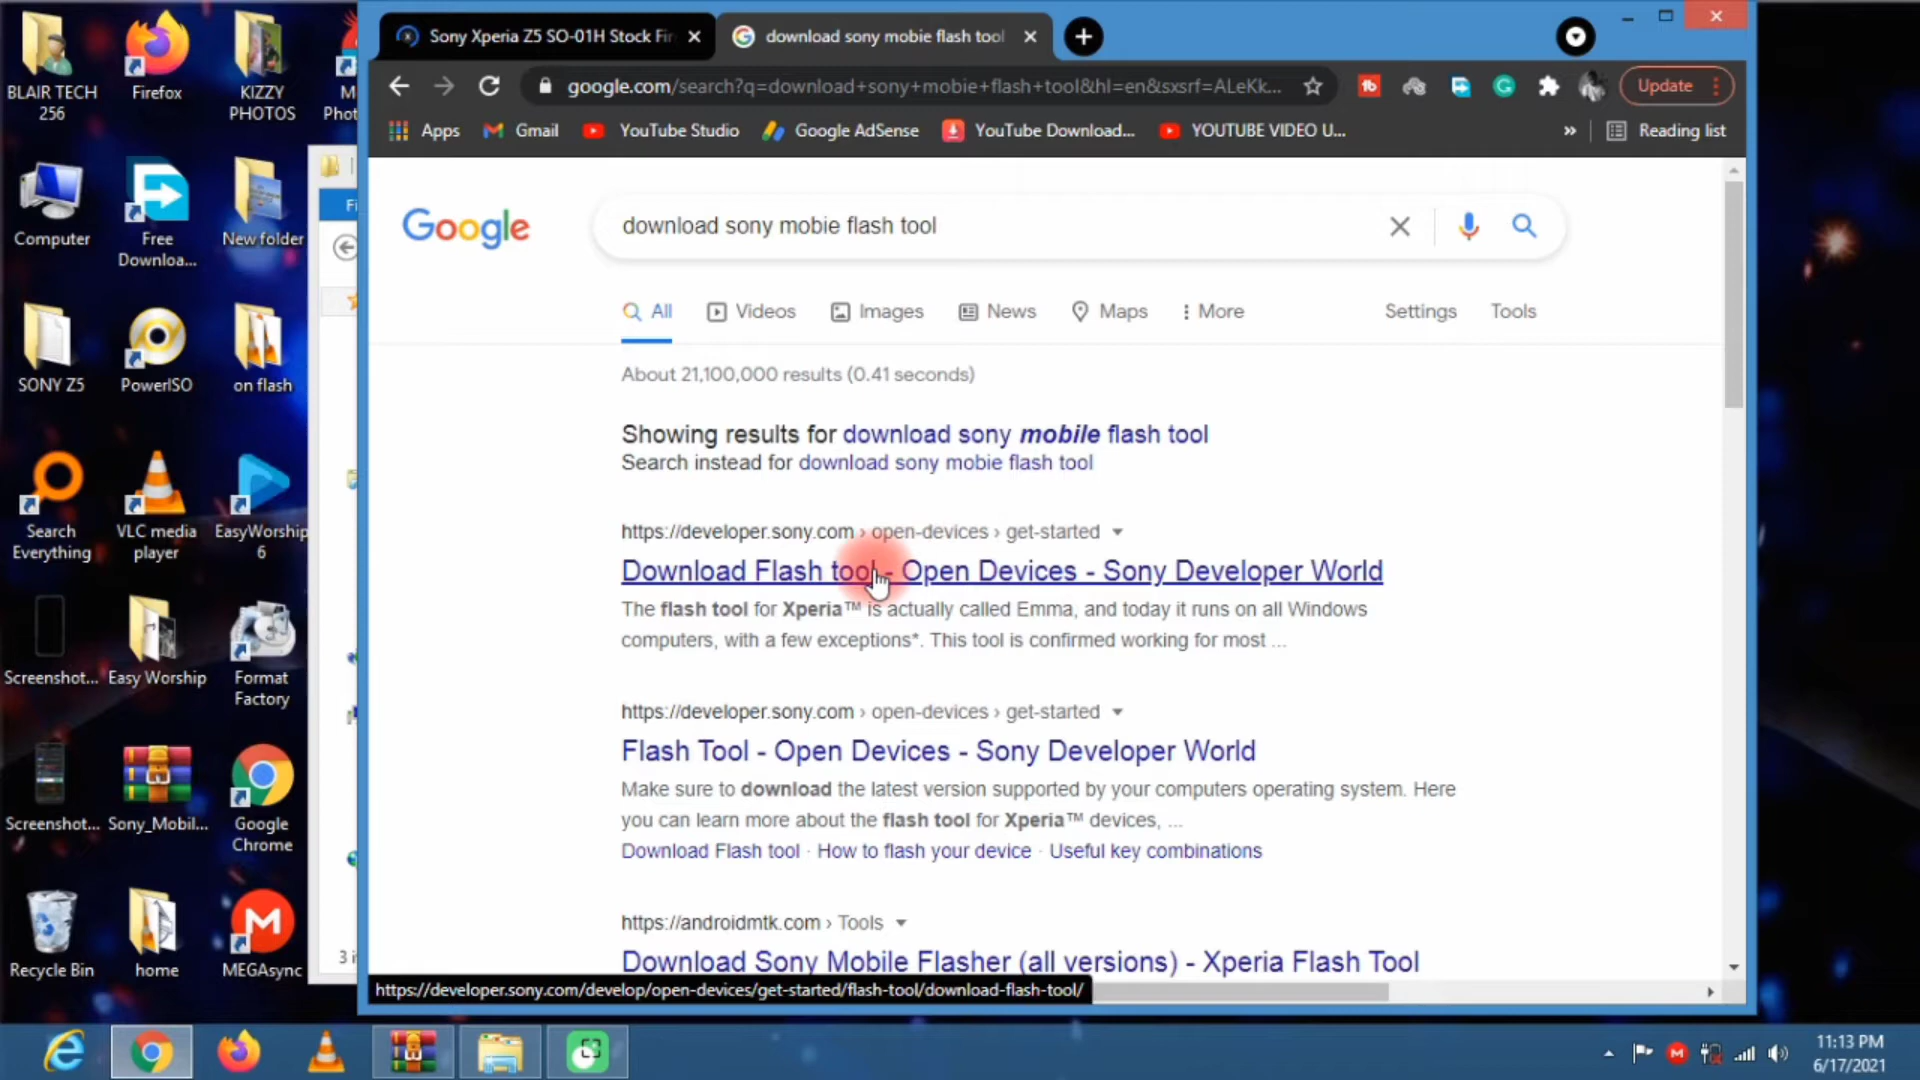 BLAIR TECH
256
Firefox
KIZZY
PHOTOS
M
Phot
Computer
Free
Downloa...
New folder
SONY Z5
PowerISO
on flash
Search
Everything
VLC media
player
EasyWorship
6
Screenshot...
Easy Worship
Format
Factory
Screenshot...
Sony_Mobil...
Google
Chrome
Recycle Bin
home
MEGAsync
Fi
Sony Xperia Z5 SO-01H Stock Fir
download sony mobie flash tool
google.com/search?q=download+sony+mobie+flash+tool&hl=en&sxsrf=ALeKk...
Update
Apps
Gmail
YouTube Studio
Google AdSense
YouTube Download...
YOUTUBE VIDEO U...
»
Reading list
Google
download sony mobie flash tool
All
Videos
Images
News
Maps
More
Settings
Tools
About 21,100,000 results (0.41 seconds)
Showing results for download sony mobile flash tool
Search instead for download sony mobie flash tool
https://developer.sony.com › open-devices › get-started
Download Flash tool - Open Devices - Sony Developer World
The flash tool for Xperia™ is actually called Emma, and today it runs on all Windows
computers, with a few exceptions*. This tool is confirmed working for most ...
https://developer.sony.com › open-devices › get-started
Flash Tool - Open Devices - Sony Developer World
Make sure to download the latest version supported by your computers operating system. Here
you can learn more about the flash tool for Xperia™ devices, ...
Download Flash tool · How to flash your device · Useful key combinations
https://androidmtk.com › Tools
Download Sony Mobile Flasher (all versions) - Xperia Flash Tool
3 i
https://developer.sony.com/develop/open-devices/get-started/flash-tool/download-flash-tool/
11:13 PM
6/17/2021